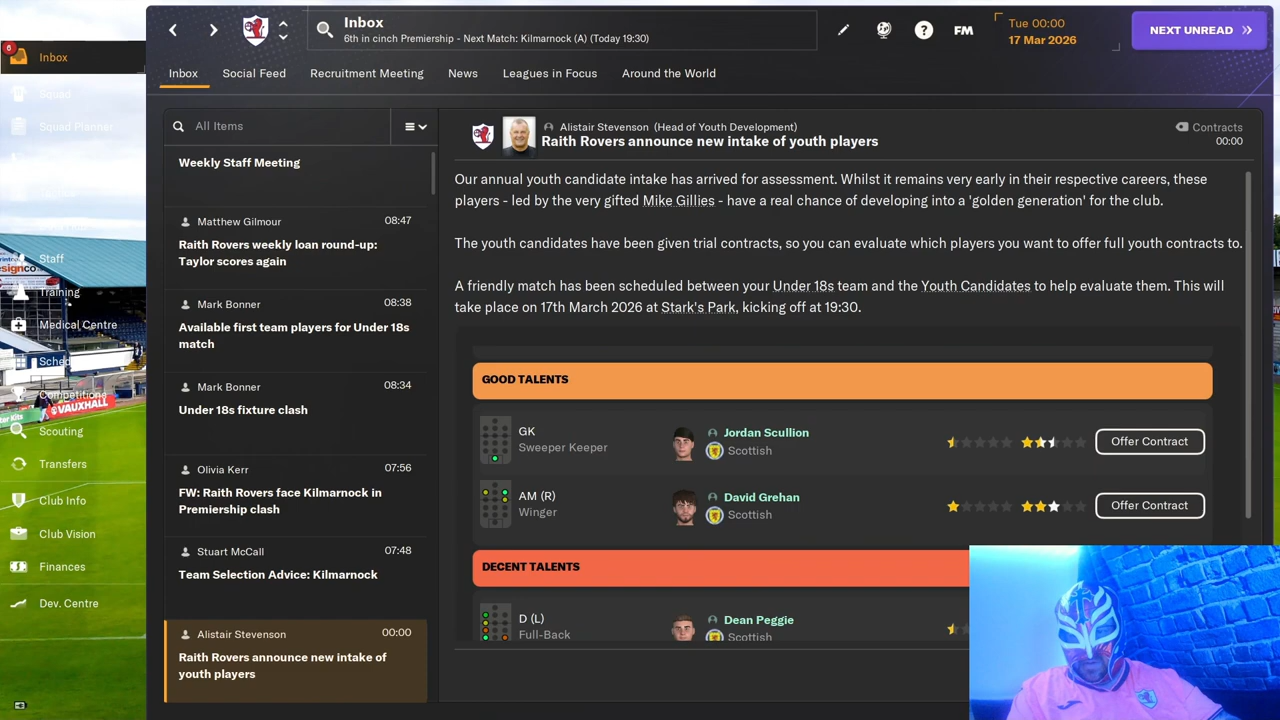 Inbox
6th in cinch Premiership - Next Match: Kilmarnock (A) (Today 19:30)
?
FM
Tue 00:00
17 Mar 2026
NEXT UNREAD
Inbox
Social Feed
Recruitment Meeting
News
Leagues in Focus
Around the World
6
Inbox
Squad
Squad Planner
Staff
Training
Medical Centre
Sched
Competitions
VAUXHALL
Scouting
Transfers
Club Info
Club Vision
Finances
Dev. Centre
All Items
Weekly Staff Meeting
Matthew Gilmour 08:47
Raith Rovers weekly loan round-up:
Taylor scores again
Mark Bonner 08:38
Available first team players for Under 18s
match
Mark Bonner 08:34
Under 18s fixture clash
Olivia Kerr 07:56
FW: Raith Rovers face Kilmarnock in
Premiership clash
Stuart McCall 07:48
Team Selection Advice: Kilmarnock
Alistair Stevenson 00:00
Raith Rovers announce new intake of
youth players
Alistair Stevenson (Head of Youth Development)
Raith Rovers announce new intake of youth players
Contracts
00:00
Our annual youth candidate intake has arrived for assessment. Whilst it remains very early in their respective careers, these
players - led by the very gifted Mike Gillies - have a real chance of developing into a 'golden generation' for the club.
The youth candidates have been given trial contracts, so you can evaluate which players you want to offer full youth contracts to.
A friendly match has been scheduled between your Under 18s team and the Youth Candidates to help evaluate them. This will
take place on 17th March 2026 at Stark's Park, kicking off at 19:30.
GOOD TALENTS
GK
Sweeper Keeper
Jordan Scullion
Scottish
Offer Contract
AM (R)
Winger
David Grehan
Scottish
Offer Contract
DECENT TALENTS
D (L)
Full-Back
Dean Peggie
Scottish